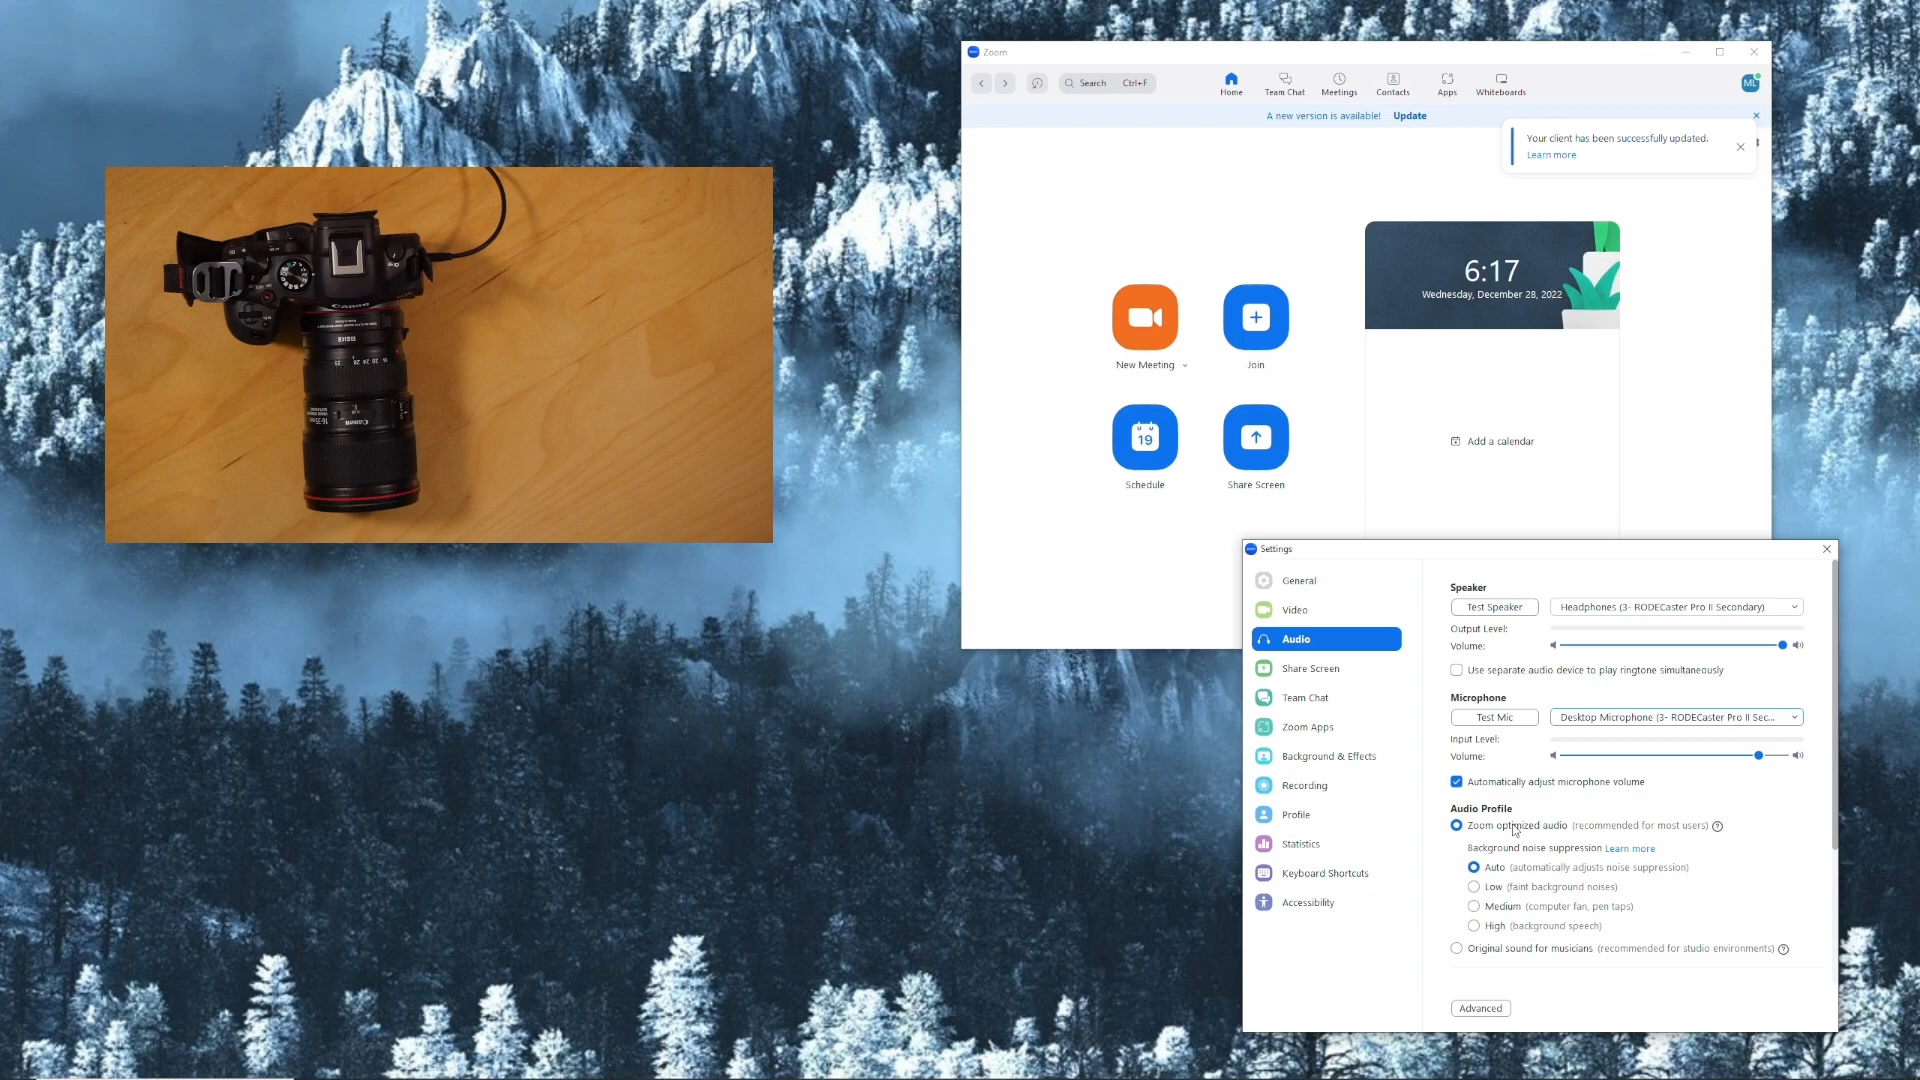 Zoom
Search Ctrl+F
Home
Team Chat
Meetings
Contacts
Apps
Whiteboards
ML
A new version is available! Update
Your client has been successfully updated.
Learn more
6:17
Wednesday, December 28, 2022
New Meeting
Join
19
Schedule
Share Screen
Add a calendar
Canon
Settings
General
Video
Audio
Share Screen
Team Chat
Zoom Apps
Background & Effects
Recording
Profile
Statistics
Keyboard Shortcuts
Accessibility
Speaker
Test Speaker
Headphones (3- RODECaster Pro II Secondary)
Output Level:
Volume:
Use separate audio device to play ringtone simultaneously
Microphone
Test Mic
Desktop Microphone (3- RODECaster Pro II Sec...
Input Level:
Volume:
Automatically adjust microphone volume
Audio Profile
Zoom optimized audio (recommended for most users)
Background noise suppression Learn more
Auto (automatically adjusts noise suppression)
Low (faint background noises)
Medium (computer fan, pen taps)
High (background speech)
Original sound for musicians (recommended for studio environments)
Advanced